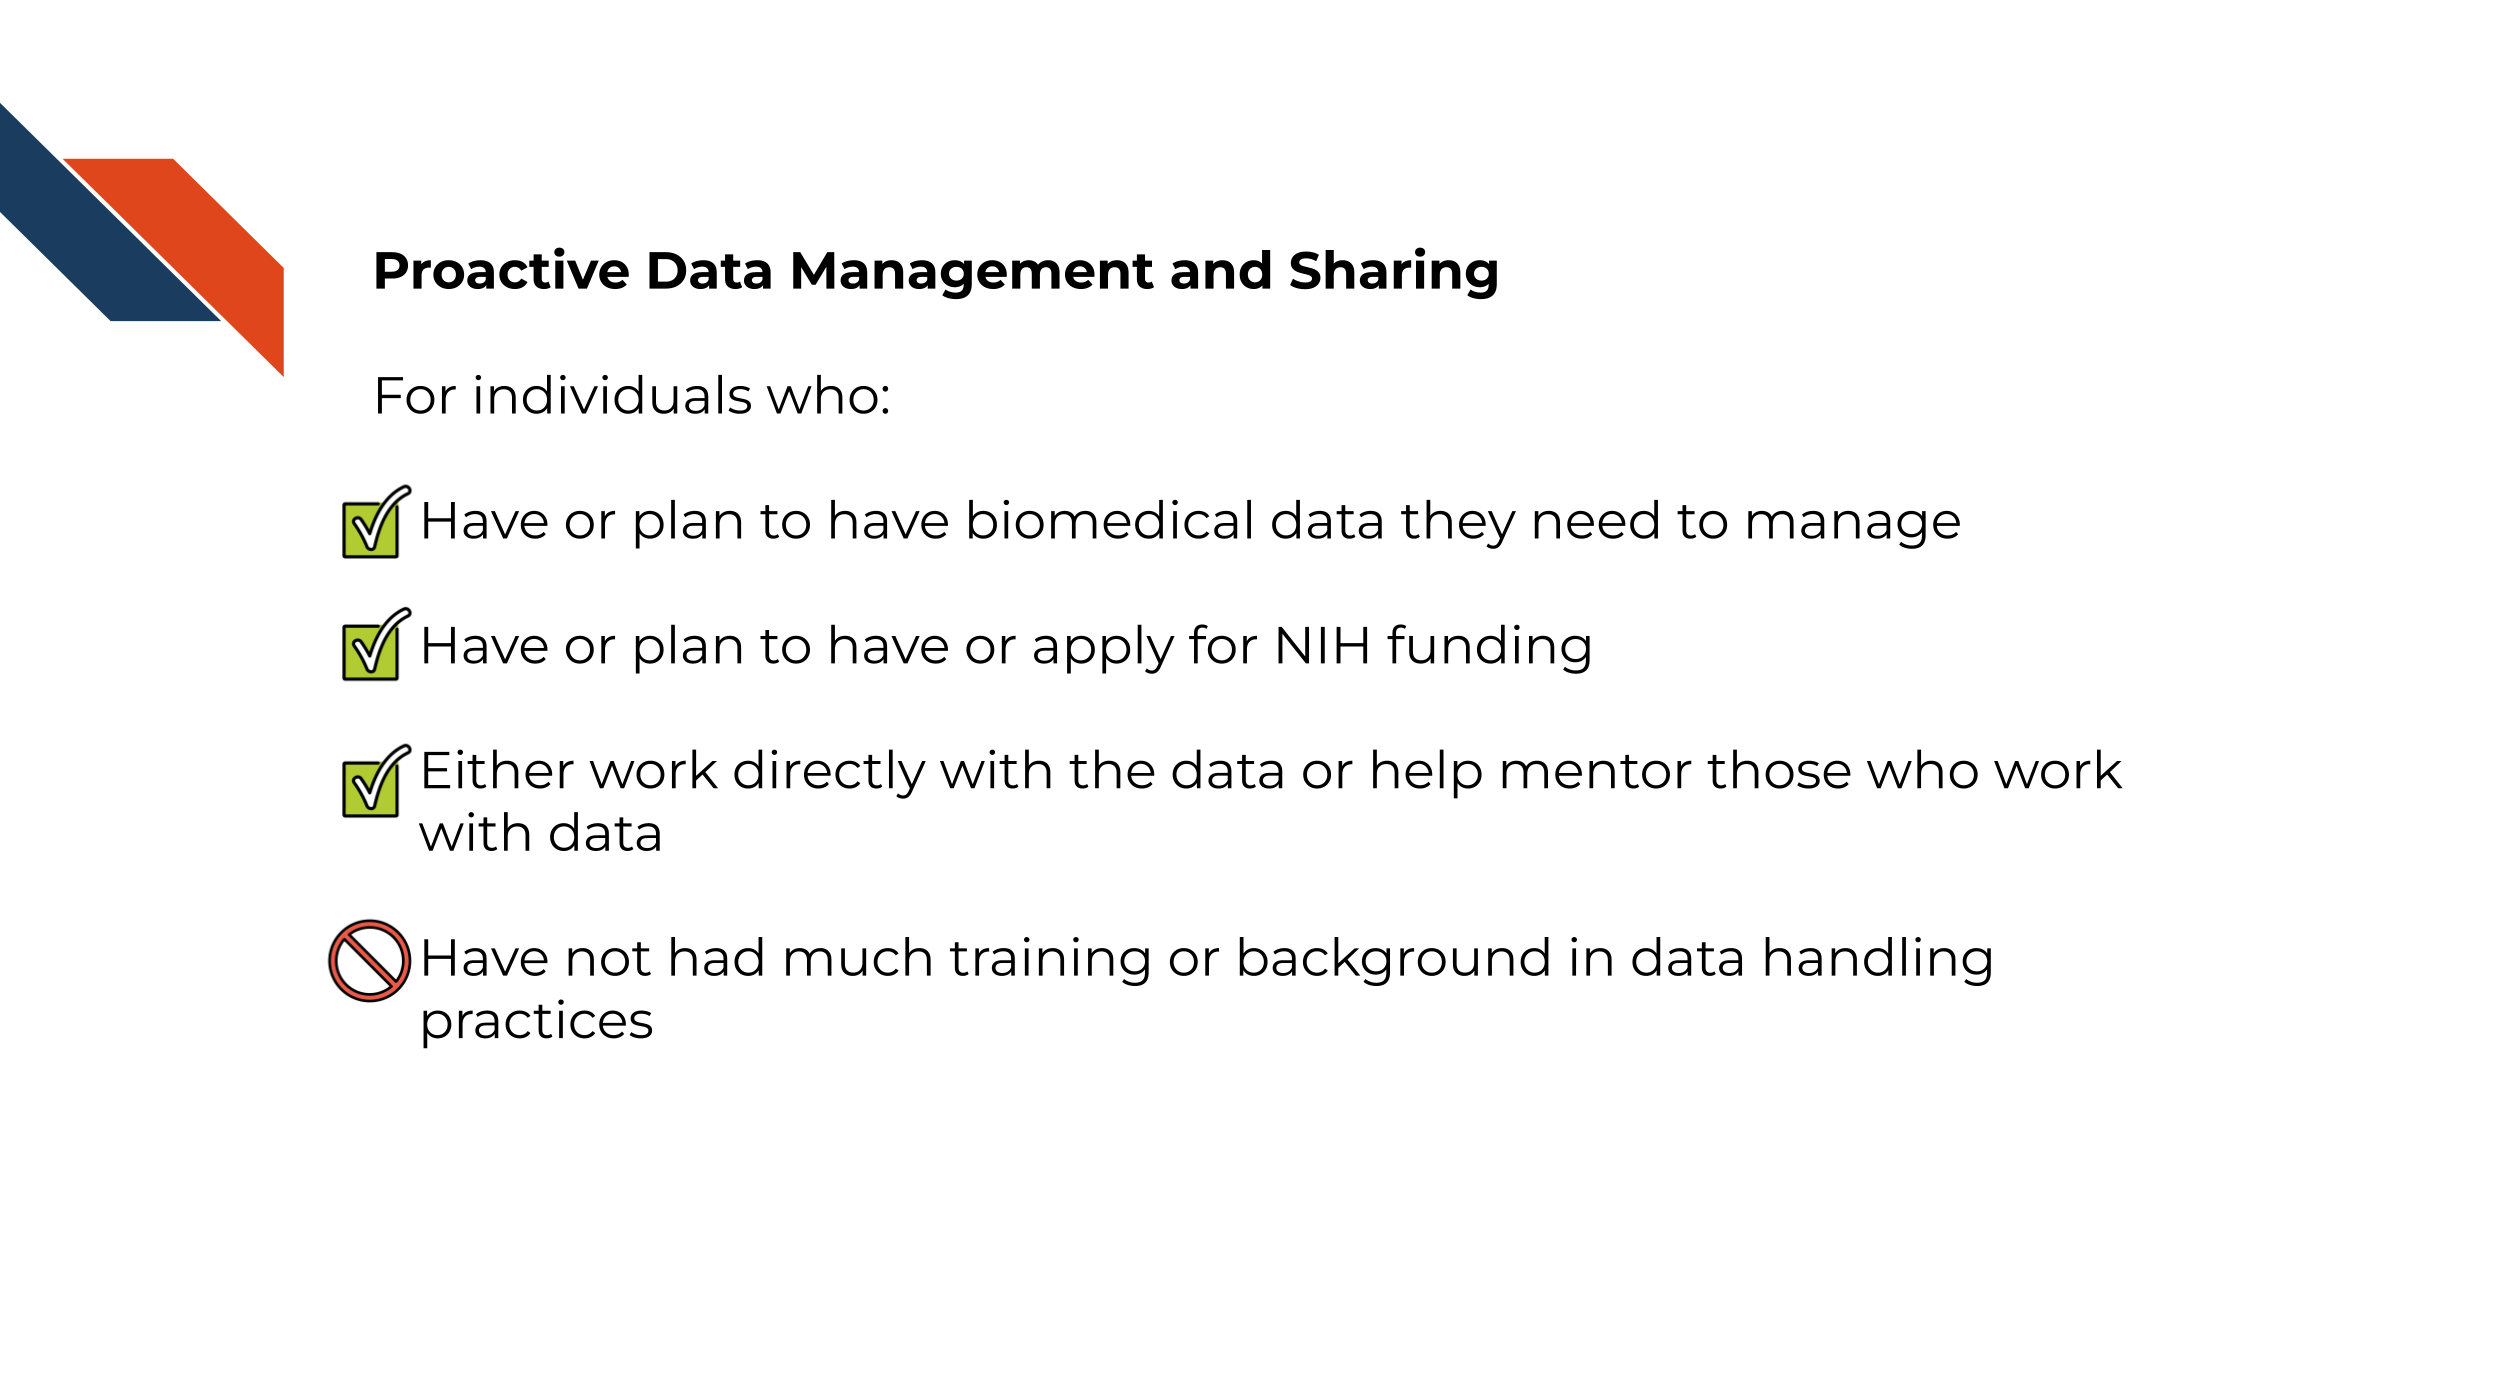 Proactive Data Management and Sharing
For individuals who:
Have or plan to have biomedical data they need to manage
Have or plan to have or apply for NIH funding
Either work directly with the data or help mentor those who work
with data
Have not had much training or background in data handling
practices